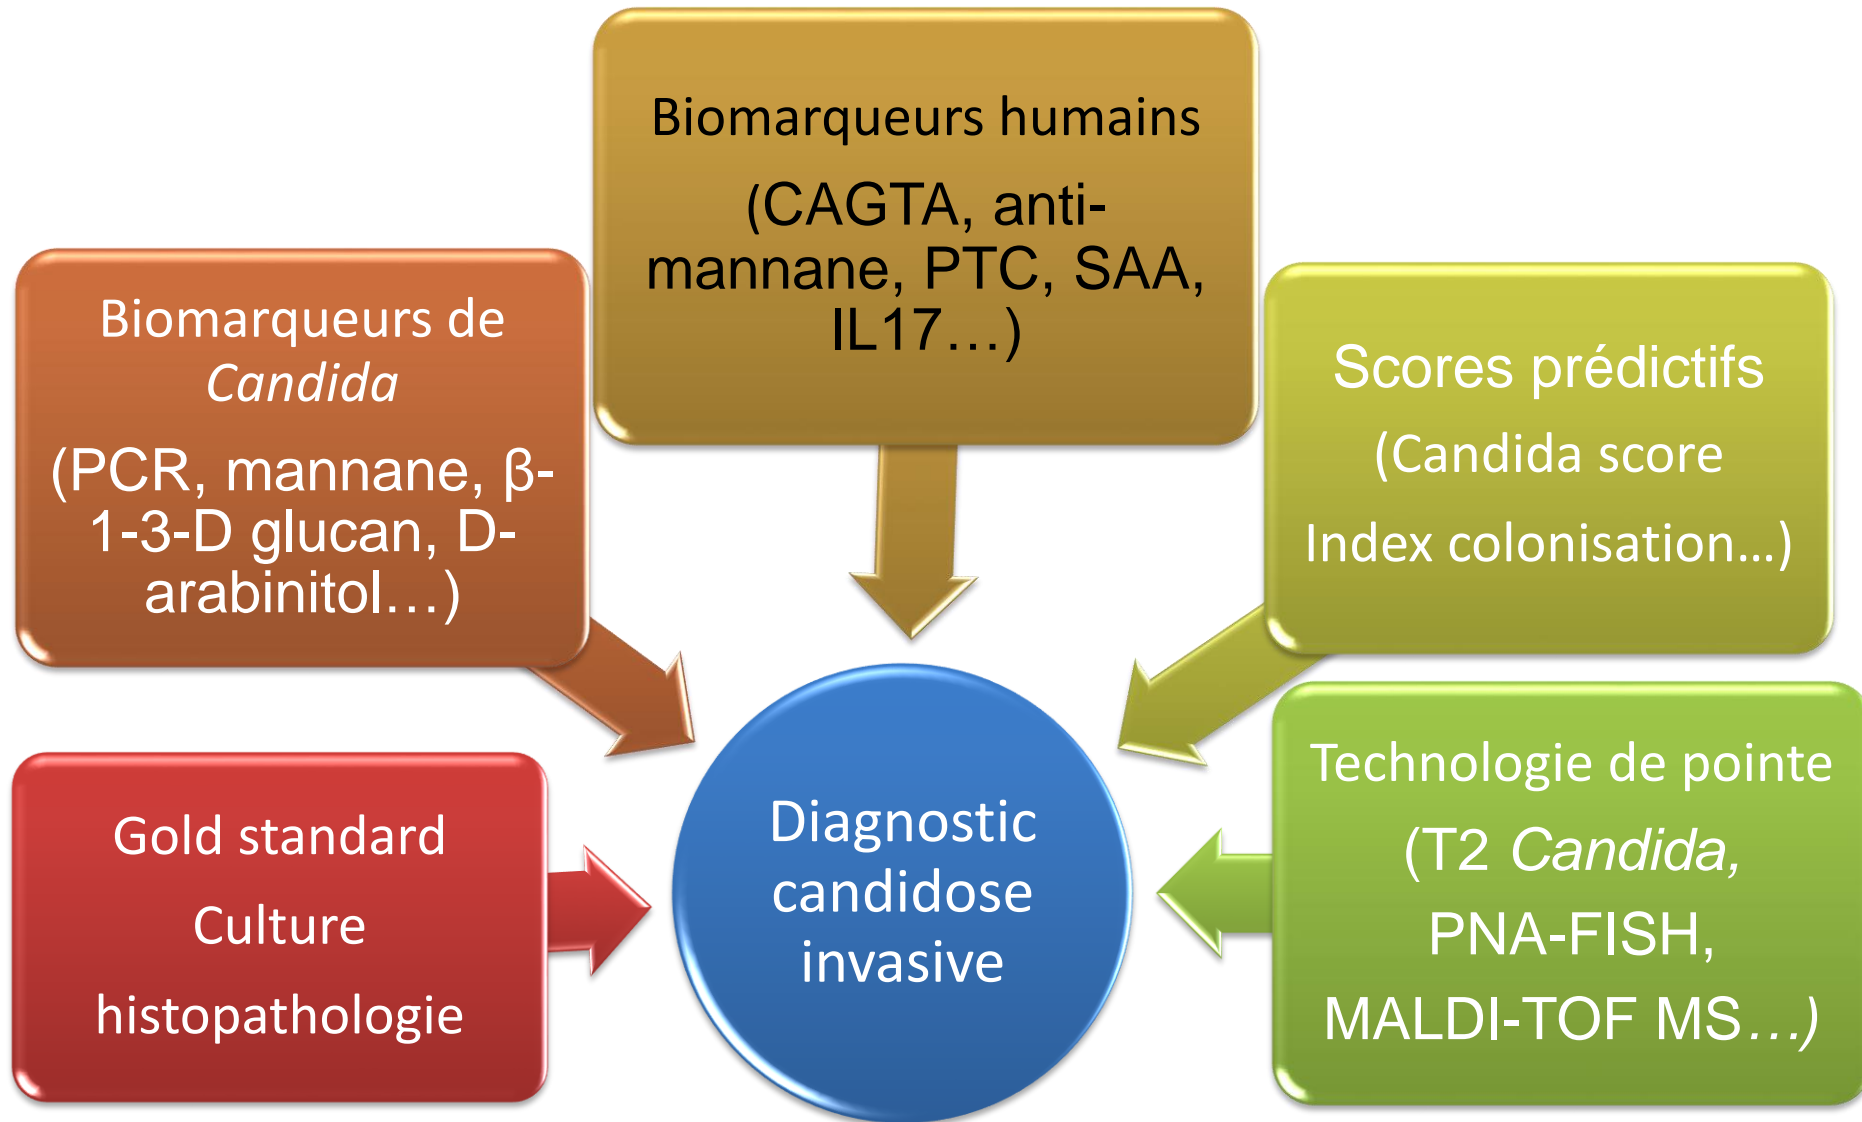 Biomarqueurs humains
(CAGTA, anti-
mannane, PTC, SAA,
IL17…)
Biomarqueurs de
Candida
(PCR, mannane, β-
1-3-D glucan, D-
arabinitol…)
Scores prédictifs
(Candida score
Index colonisation…)
Gold standard
Culture
histopathologie
Diagnostic
candidose
invasive
Technologie de pointe
(T2 Candida,
PNA-FISH,
MALDI-TOF MS…)